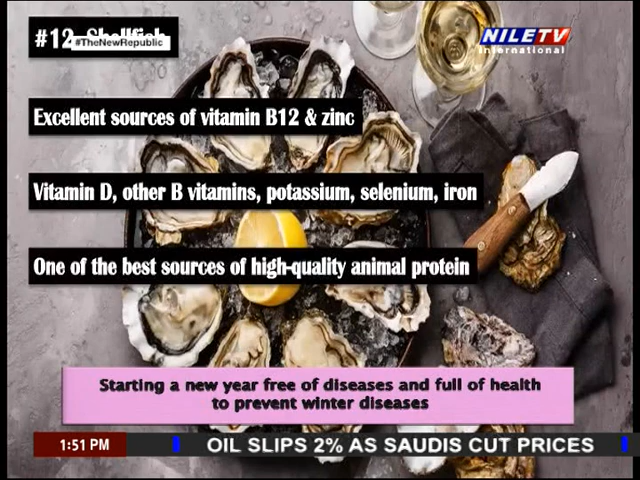 #12- Shellfish
#TheNewRepublic
NILETV
International
Excellent sources of vitamin B12 & zinc
Vitamin D, other B vitamins, potassium, selenium, iron
One of the best sources of high-quality animal protein
Starting a new year free of diseases and full of health
to prevent winter diseases
1:51 PM
OIL SLIPS 2% AS SAUDIS CUT PRICES